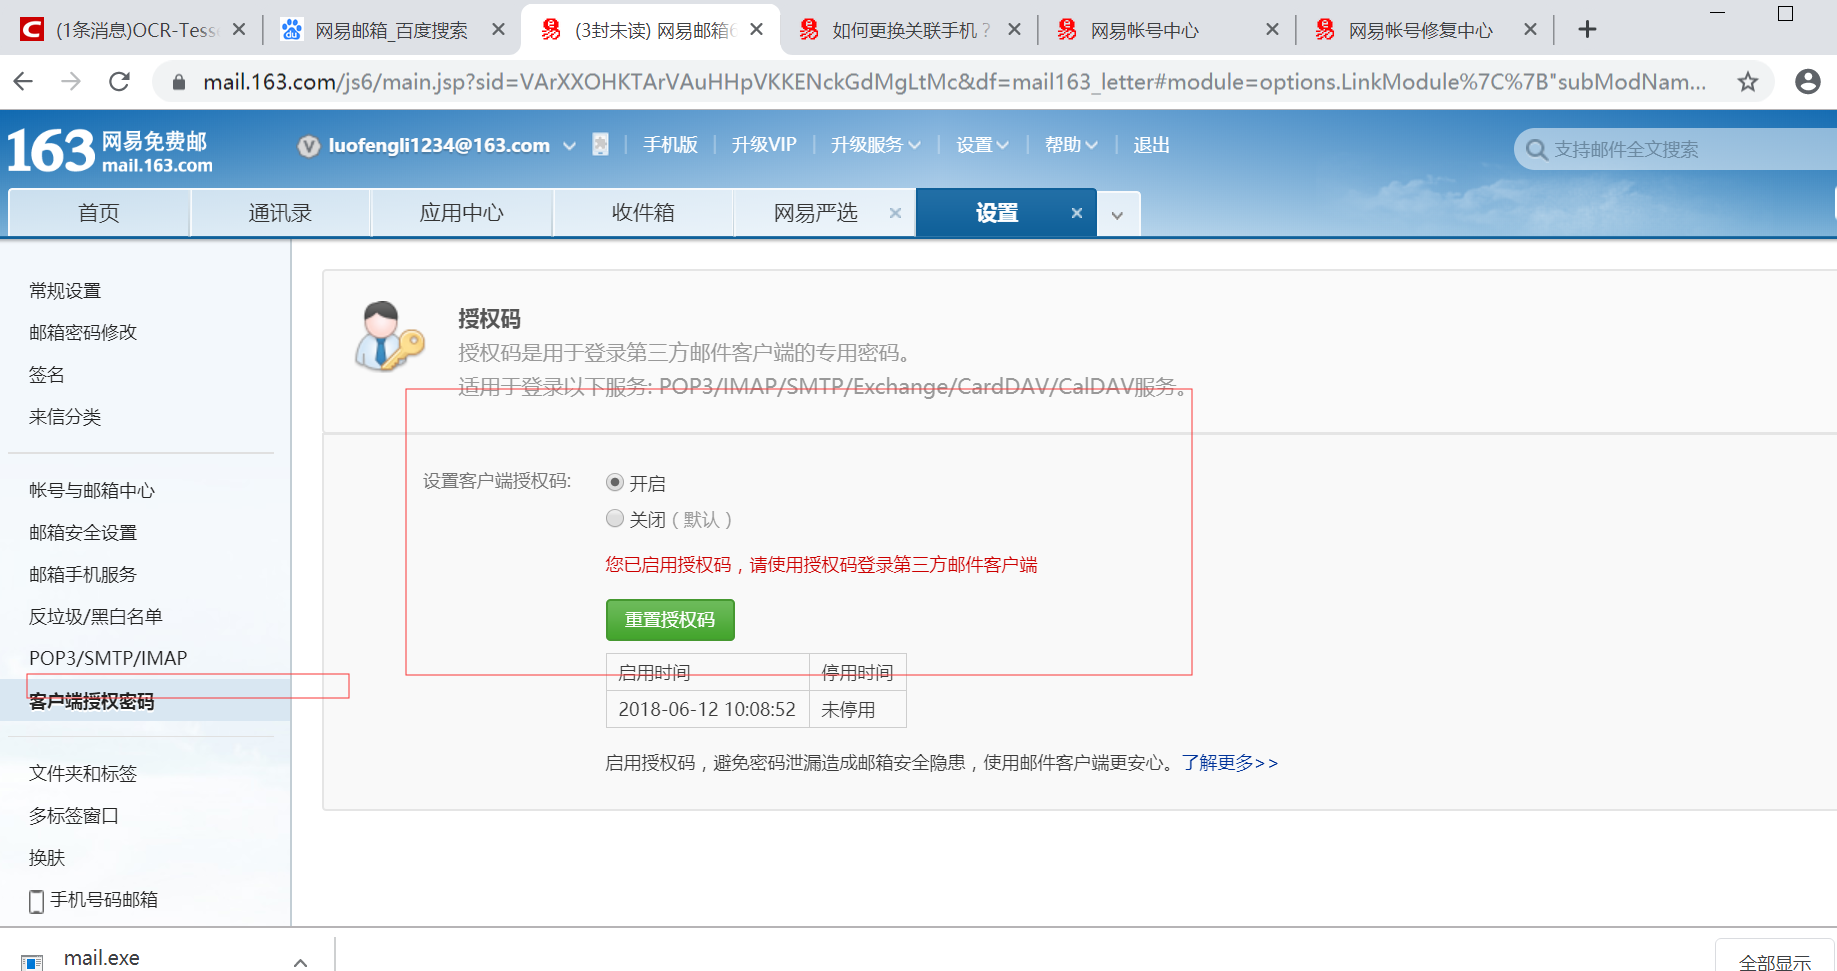 (1条消息)OCR-Tess
网易邮箱_百度搜索
(3封未读) 网易邮箱6
如何更换关联手机？
网易帐号中心
网易帐号修复中心
mail.163.com/js6/main.jsp?sid=VArXXOHKTArVAuHHpVKKENckGdMgLtMc&df=mail163_letter#module=options.LinkModule%7C%7B"subModNam...
163 网易免费邮
mail.163.com
luofengli1234@163.com
手机版
升级VIP
升级服务
设置
帮助
退出
支持邮件全文搜索
首页
通讯录
应用中心
收件箱
网易严选
设置
常规设置
邮箱密码修改
签名
来信分类
帐号与邮箱中心
邮箱安全设置
邮箱手机服务
反垃圾/黑白名单
POP3/SMTP/IMAP
客户端授权密码
文件夹和标签
多标签窗口
换肤
手机号码邮箱
授权码
授权码是用于登录第三方邮件客户端的专用密码。
适用于登录以下服务: POP3/IMAP/SMTP/Exchange/CardDAV/CalDAV服务。
设置客户端授权码:
开启
关闭（默认）
您已启用授权码，请使用授权码登录第三方邮件客户端
重置授权码
启用时间 停用时间
2018-06-12 10:08:52 未停用
启用授权码，避免密码泄漏造成邮箱安全隐患，使用邮件客户端更安心。了解更多>>
mail.exe
全部显示